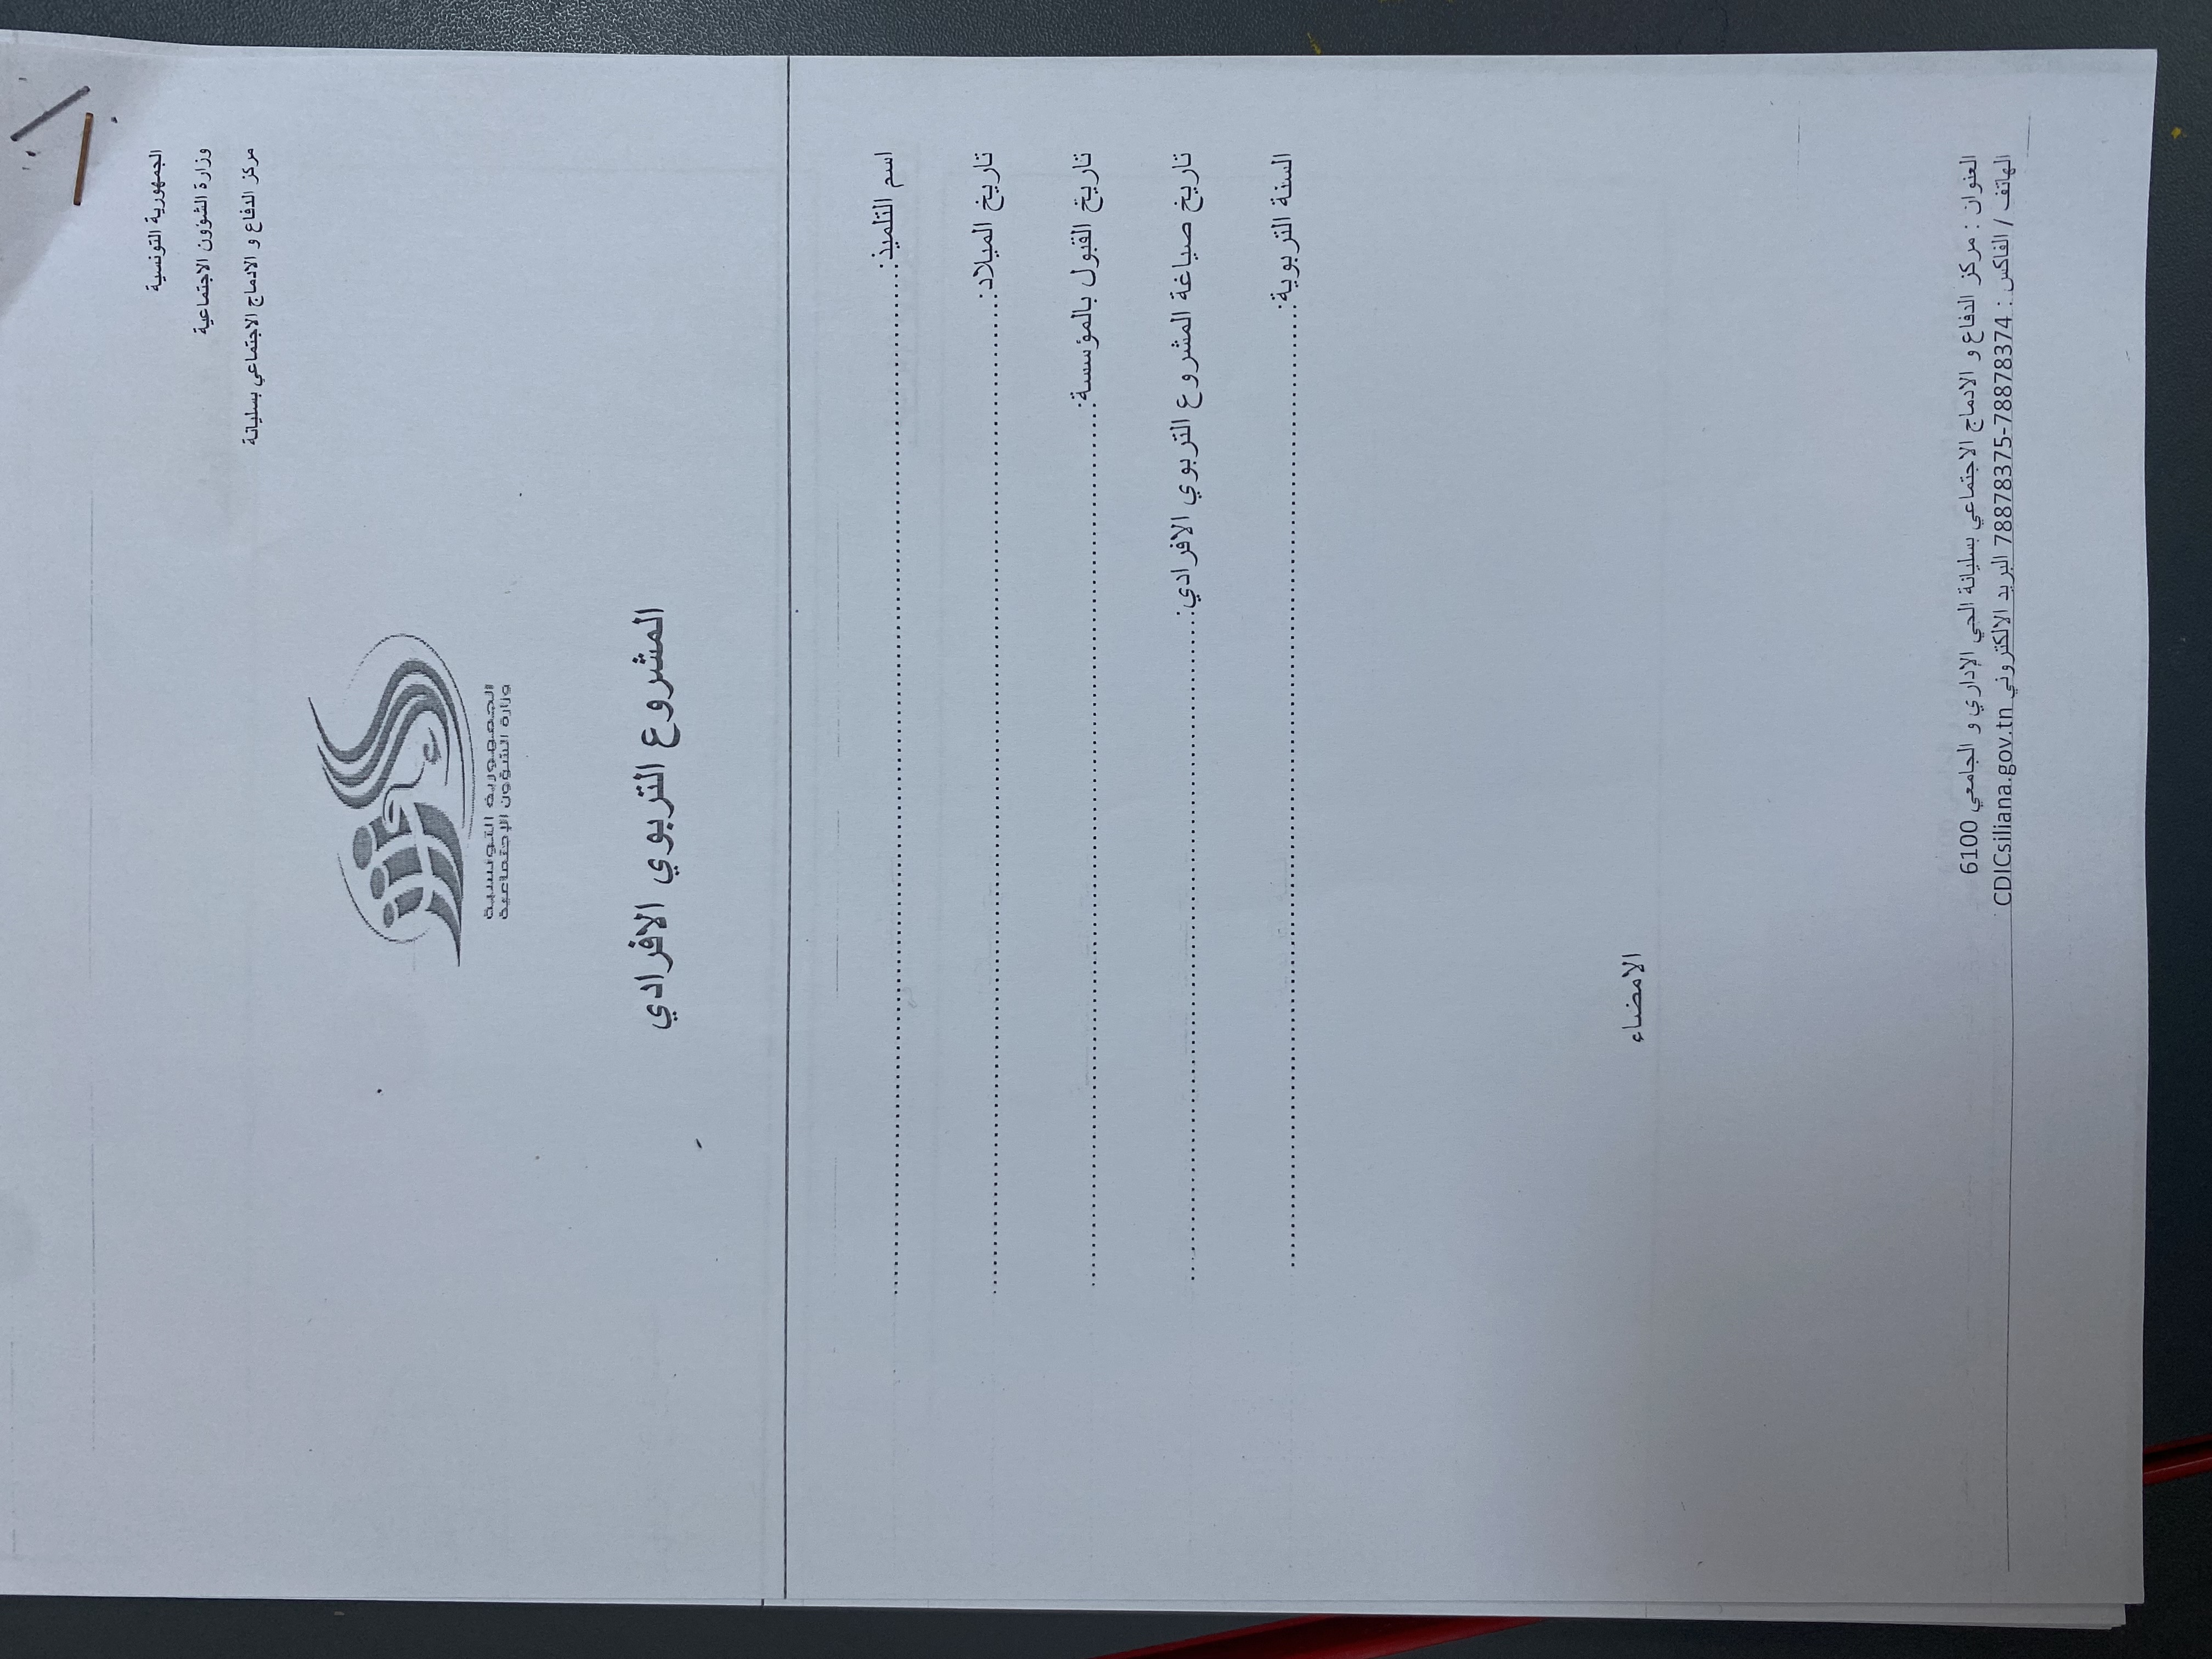 الجمهورية التونسية
وزارة الشؤون الاجتماعية
مركز الدفاع و الادماج الاجتماعي بسليانة
الجمهورية التونسية
وزارة الشؤون الإجتماعية
المشروع التربوي الافرادي
اسم التلميذ:
تاريخ الميلاد:
تاريخ القبول بالمؤسسة:
تاريخ صياغة المشروع التربوي الافرادي:
السنة التربوية:
الامضاء
العنوان : مركز الدفاع و الادماج الاجتماعي بسليانة الحي الإداري و الجامعي 6100
الهاتف / الفاكس : 78878374-78878375 البريد الالكتروني CDICsiliana.gov.tn